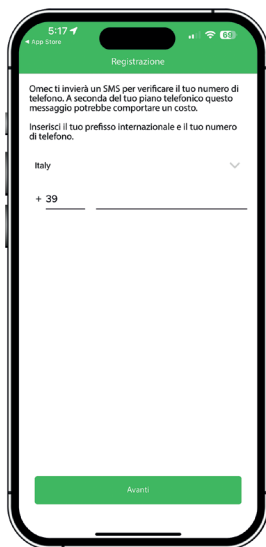 5:17
69
◀ App Store
Registrazione
Omec ti invierà un SMS per verificare il tuo numero di
telefono. A seconda del tuo piano telefonico questo
messaggio potrebbe comportare un costo.
Inserisci il tuo prefisso internazionale e il tuo numero
di telefono.
Italy
+ 39
Avanti